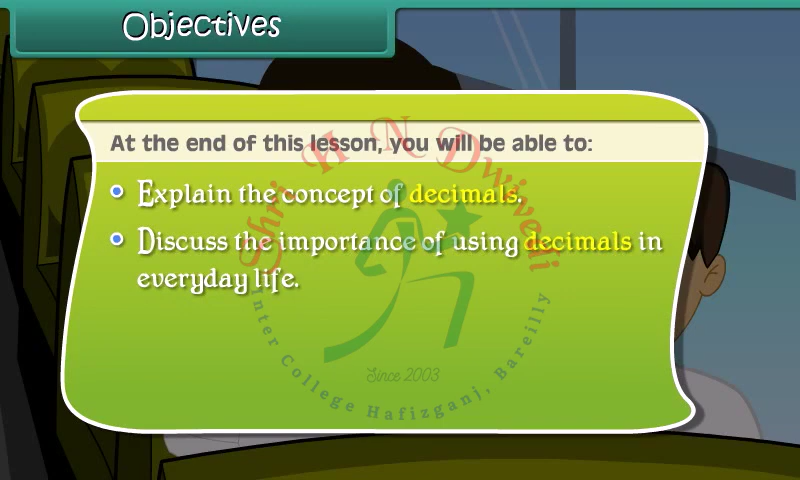 Objectives
At the end of this lesson, you will be able to:
Explain the concept of decimals.
Discuss the importance of using decimals in
everyday life.
Shri H N Dwivedi
Since 2003
Inter College Hafizganj, Bareilly